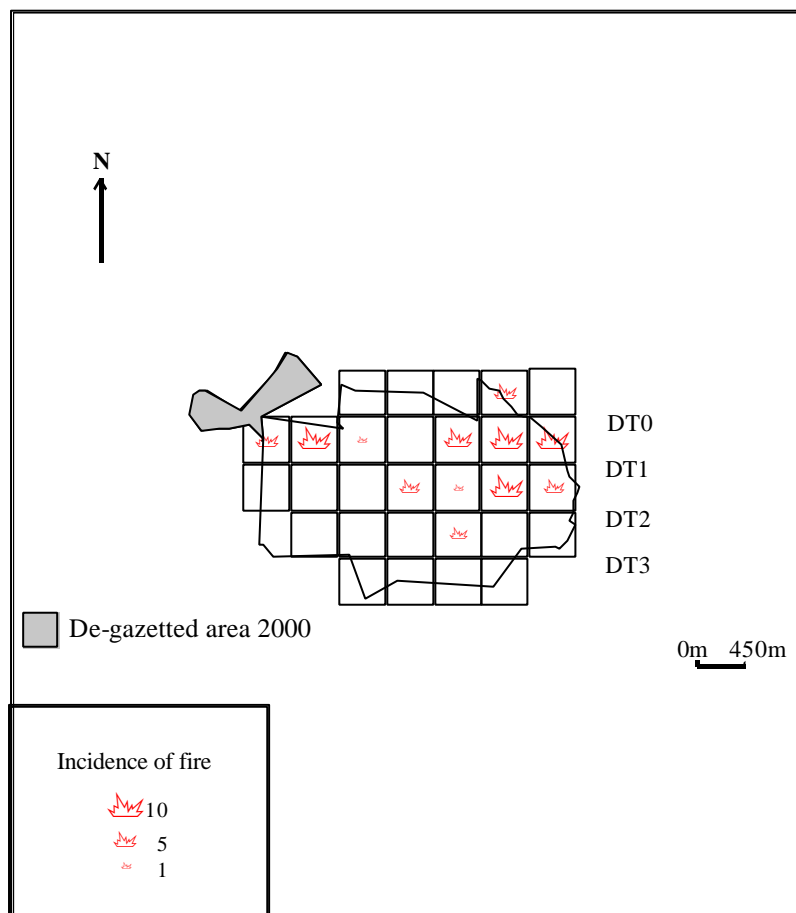 N
DT0
DT1
DT2
DT3
De-gazetted area 2000
0m 450m
Incidence of fire
10
5
1